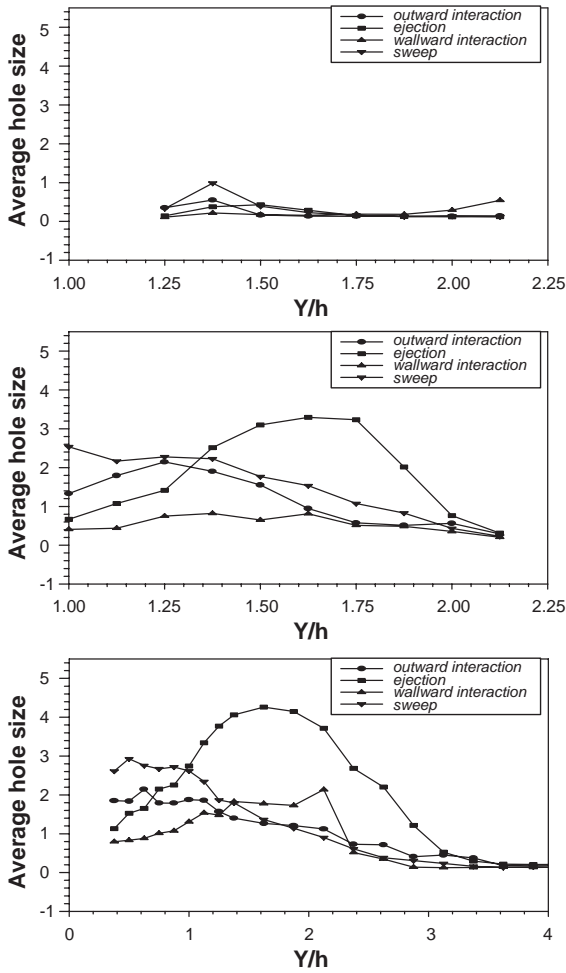 outward interaction
ejection
wallward interaction
sweep
Average hole size
5
4
3
2
1
0
-1
1.00 1.25 1.50 1.75 2.00 2.25
Y/h
outward interaction
ejection
wallward interaction
sweep
Average hole size
5
4
3
2
1
0
-1
1.00 1.25 1.50 1.75 2.00 2.25
Y/h
outward interaction
ejection
wallward interaction
sweep
Average hole size
5
4
3
2
1
0
-1
0 1 2 3 4
Y/h